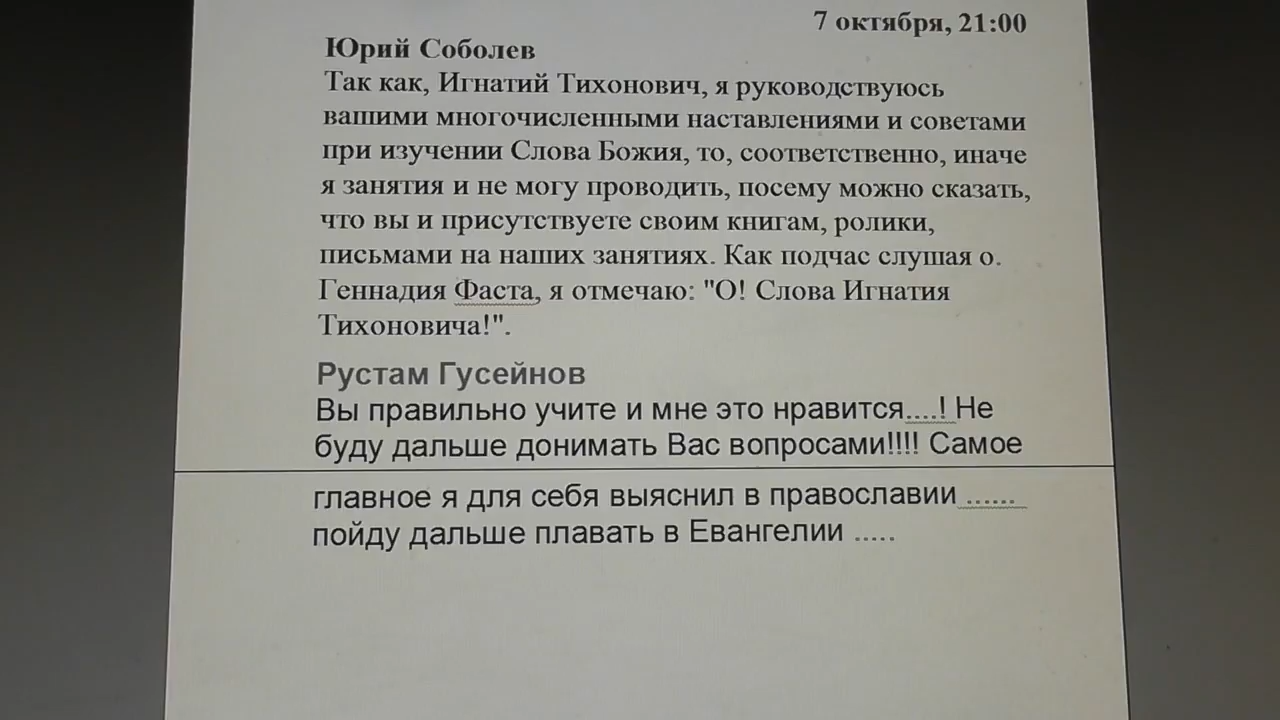 7 октября, 21:00
Юрий Соболев
Так как, Игнатий Тихонович, я руководствуюсь
вашими многочисленными наставлениями и советами
при изучении Слова Божия, то, соответственно, иначе
я занятия и не могу проводить, посему можно сказать,
что вы и присутствуете своим книгам, ролики,
письмами на наших занятиях. Как подчас слушая о.
Геннадия Фаста, я отмечаю: "О! Слова Игнатия
Тихоновича!".
Рустам Гусейнов
Вы правильно учите и мне это нравится....! Не
буду дальше донимать Вас вопросами!!!! Самое
главное я для себя выяснил в православии ......
пойду дальше плавать в Евангелии .....